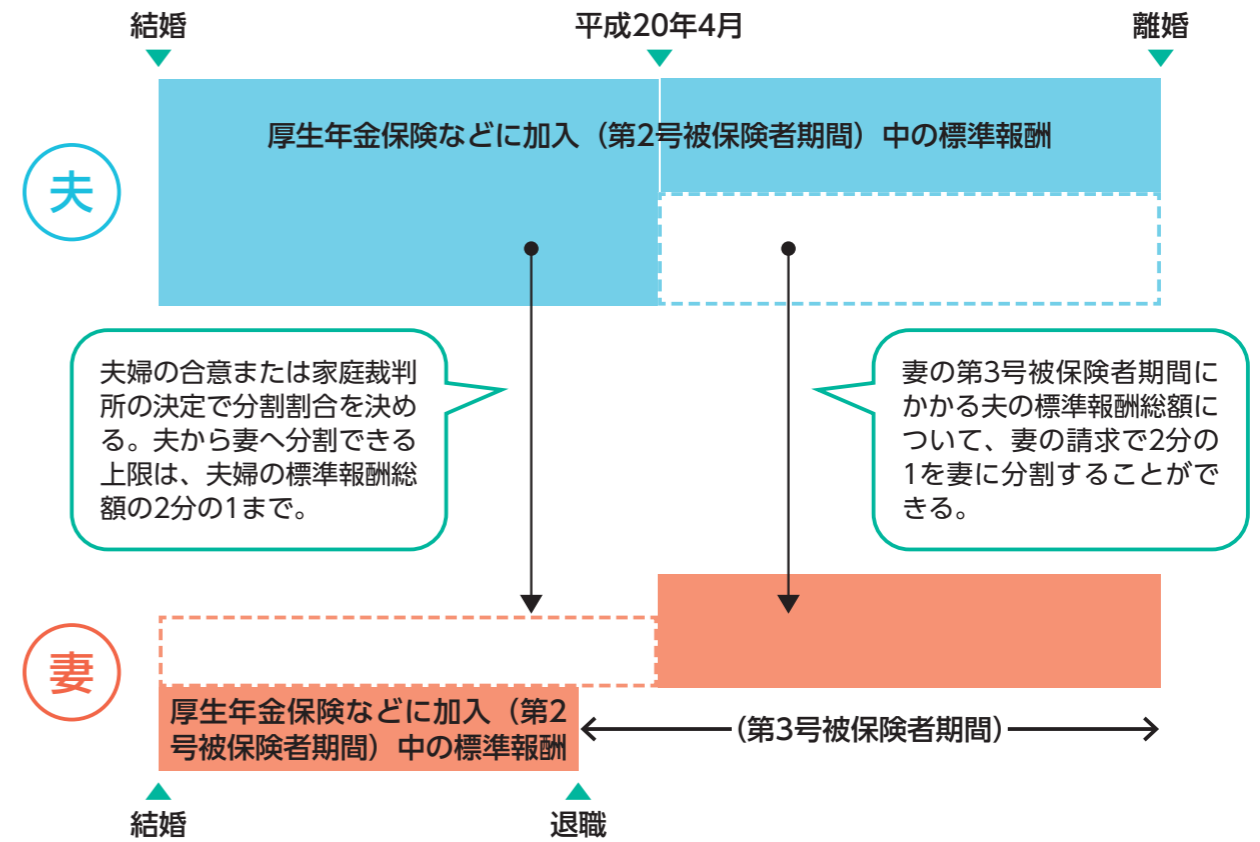 結婚
平成20年4月
離婚
厚生年金保険などに加入（第2号被保険者期間）中の標準報酬
夫
夫婦の合意または家庭裁判
所の決定で分割割合を決め
る。夫から妻へ分割できる
上限は、夫婦の標準報酬総
額の2分の1まで。
妻の第3号被保険者期間に
かかる夫の標準報酬総額に
ついて、妻の請求で2分の
1を妻に分割することがで
きる。
妻
厚生年金保険などに加入（第2
号被保険者期間）中の標準報酬
（第3号被保険者期間）
結婚
退職